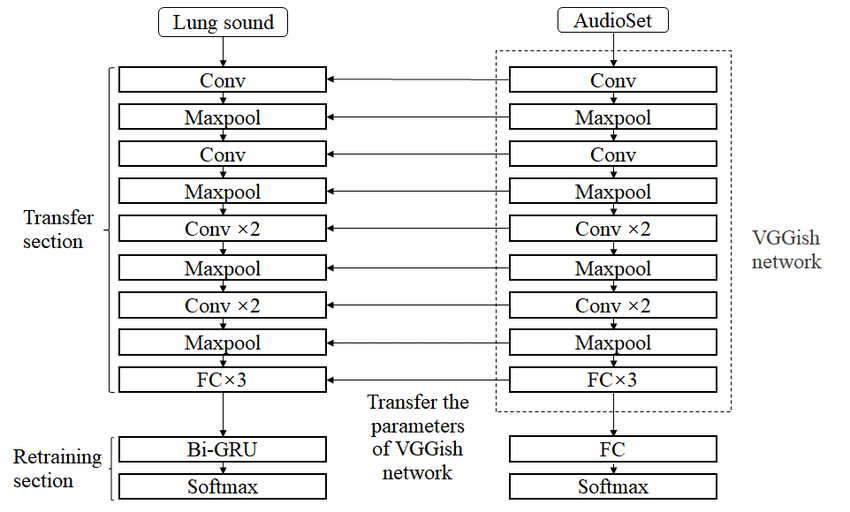 Lung sound
AudioSet
Conv
Conv
Maxpool
Maxpool
Conv
Conv
Maxpool
Maxpool
Transfer
section
Conv ×2
Conv ×2
VGGish
network
Maxpool
Maxpool
Conv ×2
Conv ×2
Maxpool
Maxpool
FC×3
FC×3
Transfer the
parameters
of VGGish
network
Retraining
section
Bi-GRU
FC
Softmax
Softmax